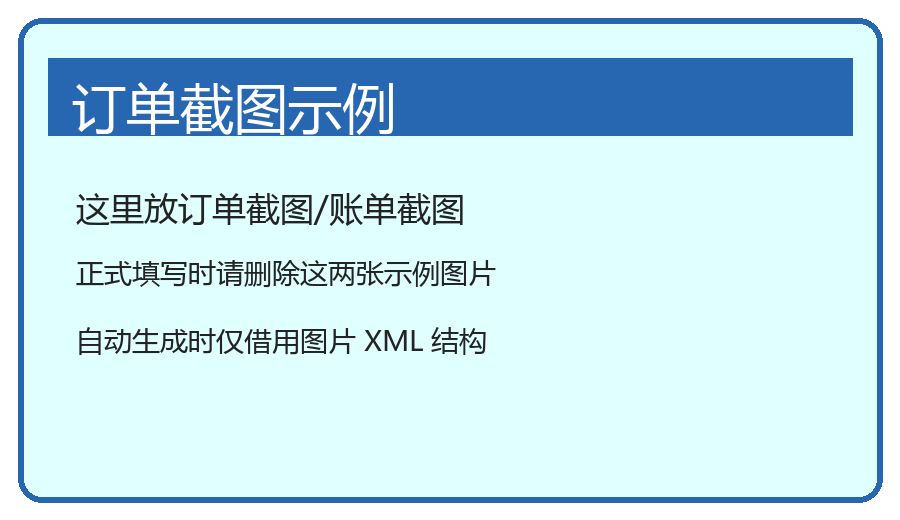 订单截图示例
这里放订单截图/账单截图
正式填写时请删除这两张示例图片
自动生成时仅借用图片 XML 结构